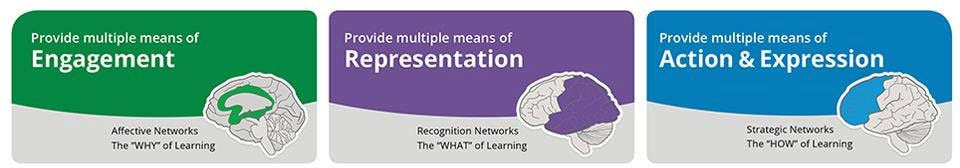 Provide multiple means of
Engagement
Affective Networks
The “WHY” of Learning
Provide multiple means of
Representation
Recognition Networks
The “WHAT” of Learning
Provide multiple means of
Action & Expression
Strategic Networks
The “HOW” of Learning